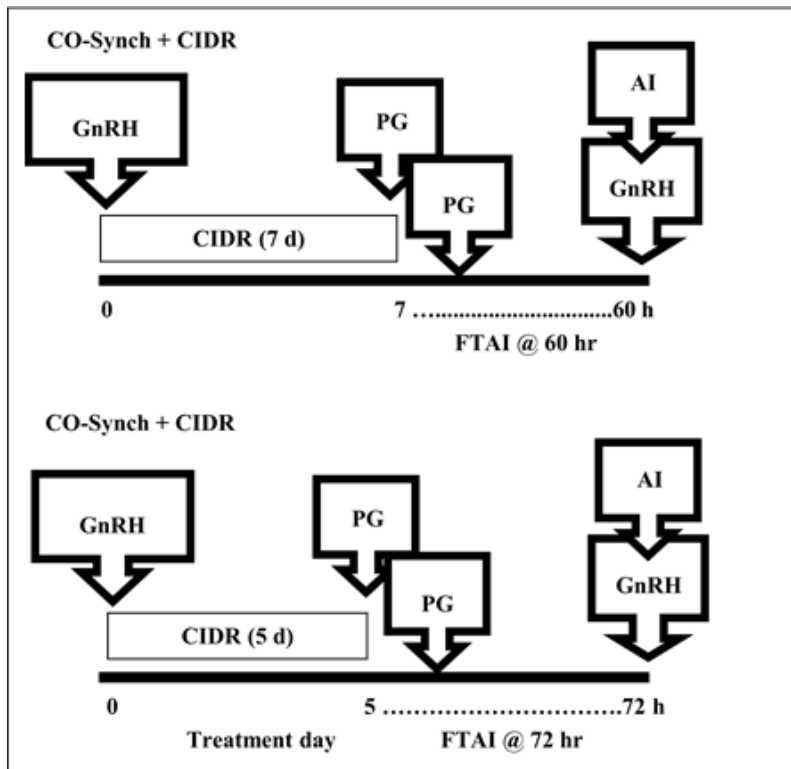 CO-Synch + CIDR
AI
GnRH
PG
PG
GnRH
CIDR (7 d)
0
7 ….............................60 h
FTAI @ 60 hr
CO-Synch + CIDR
AI
GnRH
PG
PG
GnRH
CIDR (5 d)
0
5 ……………………….…….72 h
Treatment day
FTAI @ 72 hr